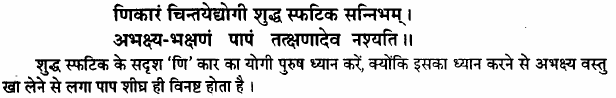 णिकारं चिन्तयेद्योगी शुद्ध स्फटिक सन्निभम् ।
अभक्ष्य-भक्षणं पापं तत्क्षणादेव नश्यति ।।
शुद्ध स्फटिक के सदृश 'णि' कार का योगी पुरुष ध्यान करें, क्योंकि इसका ध्यान करने से अभक्ष्य वस्तु
खा लेने से लगा पाप शीघ्र ही विनष्ट होता है ।